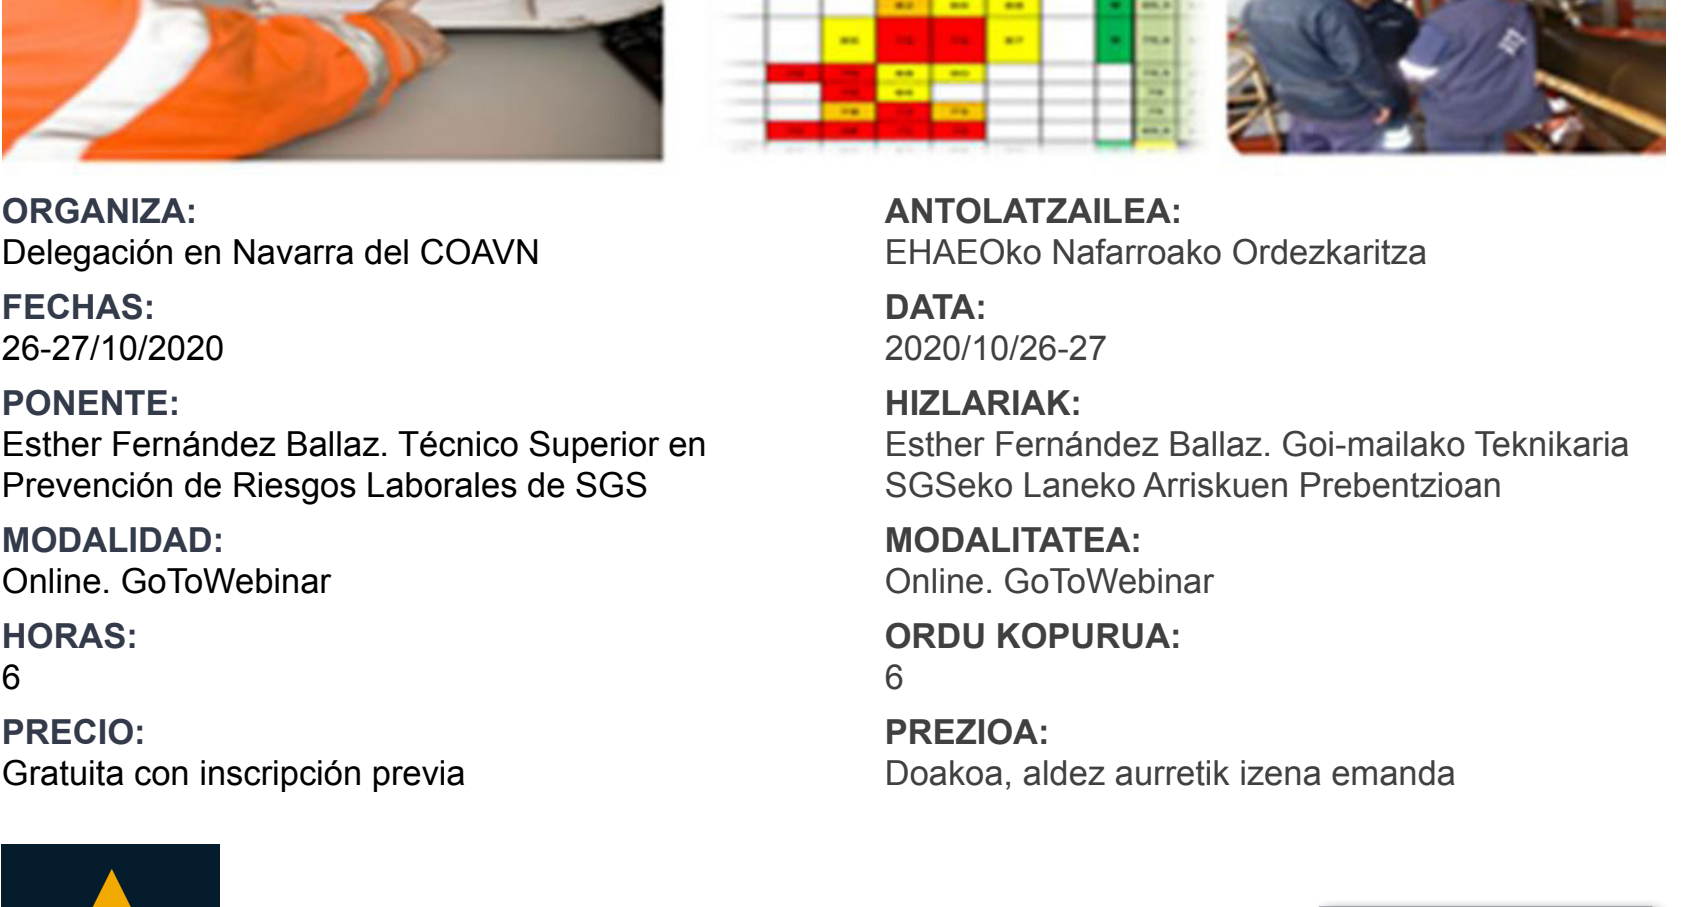 ORGANIZA:
Delegación en Navarra del COAVN
FECHAS:
26-27/10/2020
PONENTE:
Esther Fernández Ballaz. Técnico Superior en
Prevención de Riesgos Laborales de SGS
MODALIDAD:
Online. GoToWebinar
HORAS:
6
PRECIO:
Gratuita con inscripción previa
ANTOLATZAILEA:
EHAEOko Nafarroako Ordezkaritza
DATA:
2020/10/26-27
HIZLARIAK:
Esther Fernández Ballaz. Goi-mailako Teknikaria
SGSeko Laneko Arriskuen Prebentzioan
MODALITATEA:
Online. GoToWebinar
ORDU KOPURUA:
6
PREZIOA:
Doakoa, aldez aurretik izena emanda